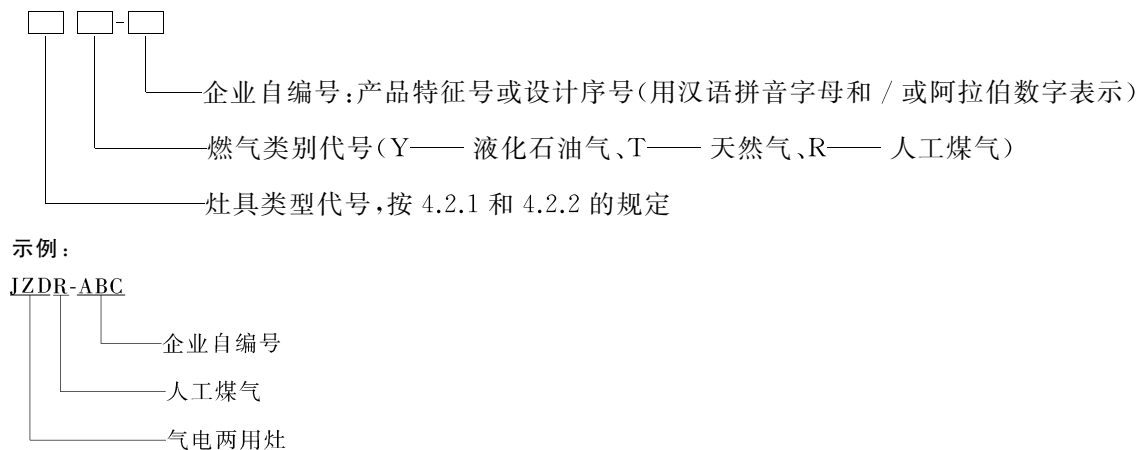 □ □-□
企业自编号:产品特征号或设计序号(用汉语拼音字母和/或阿拉伯数字表示)
燃气类别代号(Y—— 液化石油气、T—— 天然气、R—— 人工煤气)
灶具类型代号,按 4.2.1 和 4.2.2 的规定
示例:
JZDR-ABC
企业自编号
人工煤气
气电两用灶